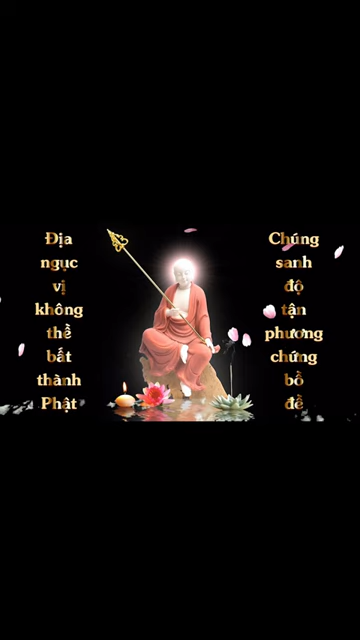 Địa
ngục
vị
không
thề
bất
thành
Phật
Chúng
sanh
độ
tận
phương
chứng
bồ
đề